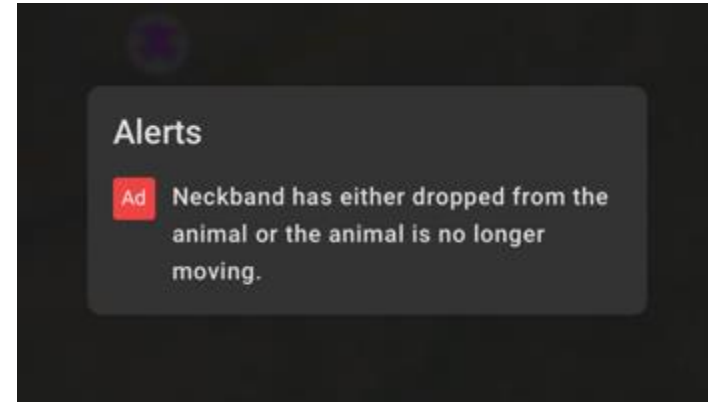 Alerts
Ad Neckband has either dropped from the
animal or the animal is no longer
moving.